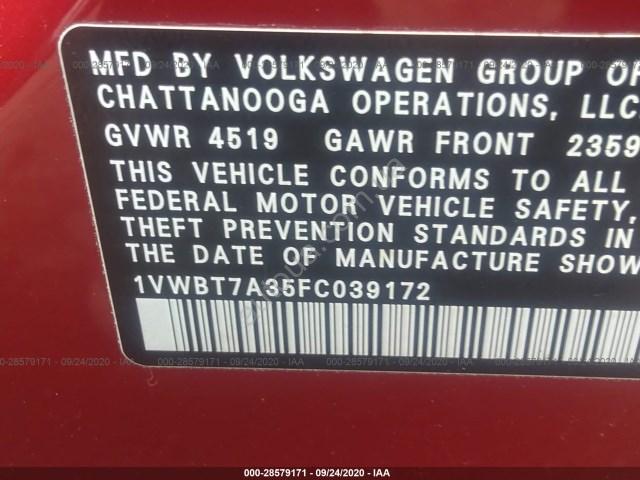 MFD BY VOLKSWAGEN GROUP OF
CHATTANOOGA OPERATIONS, LLC
GVWR 4519 GAWR FRONT 2359
THIS VEHICLE CONFORMS TO ALL
FEDERAL MOTOR VEHICLE SAFETY,
THEFT PREVENTION STANDARDS IN
THE DATE OF MANUFACTURE SHOW
1VWBT7A35FC039172
000-28579171 - 09/24/2020 - IAA